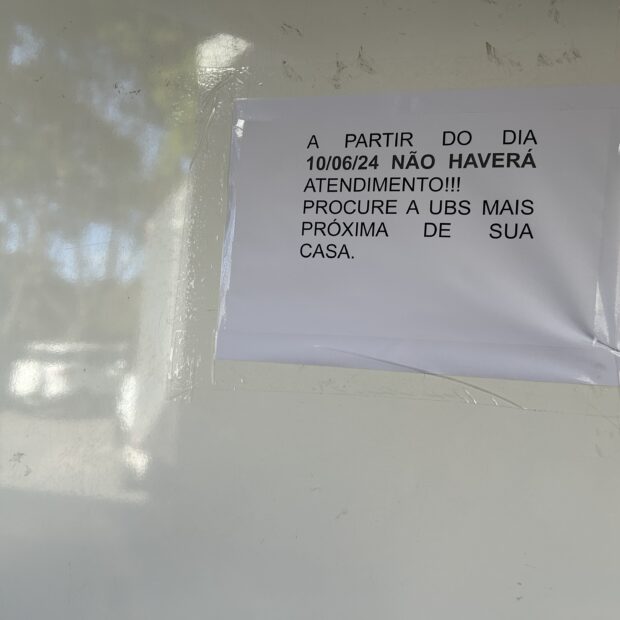 A PARTIR DO DIA
10/06/24 NÃO HAVERÁ
ATENDIMENTO!!!
PROCURE A UBS MAIS
PRÓXIMA DE SUA
CASA.